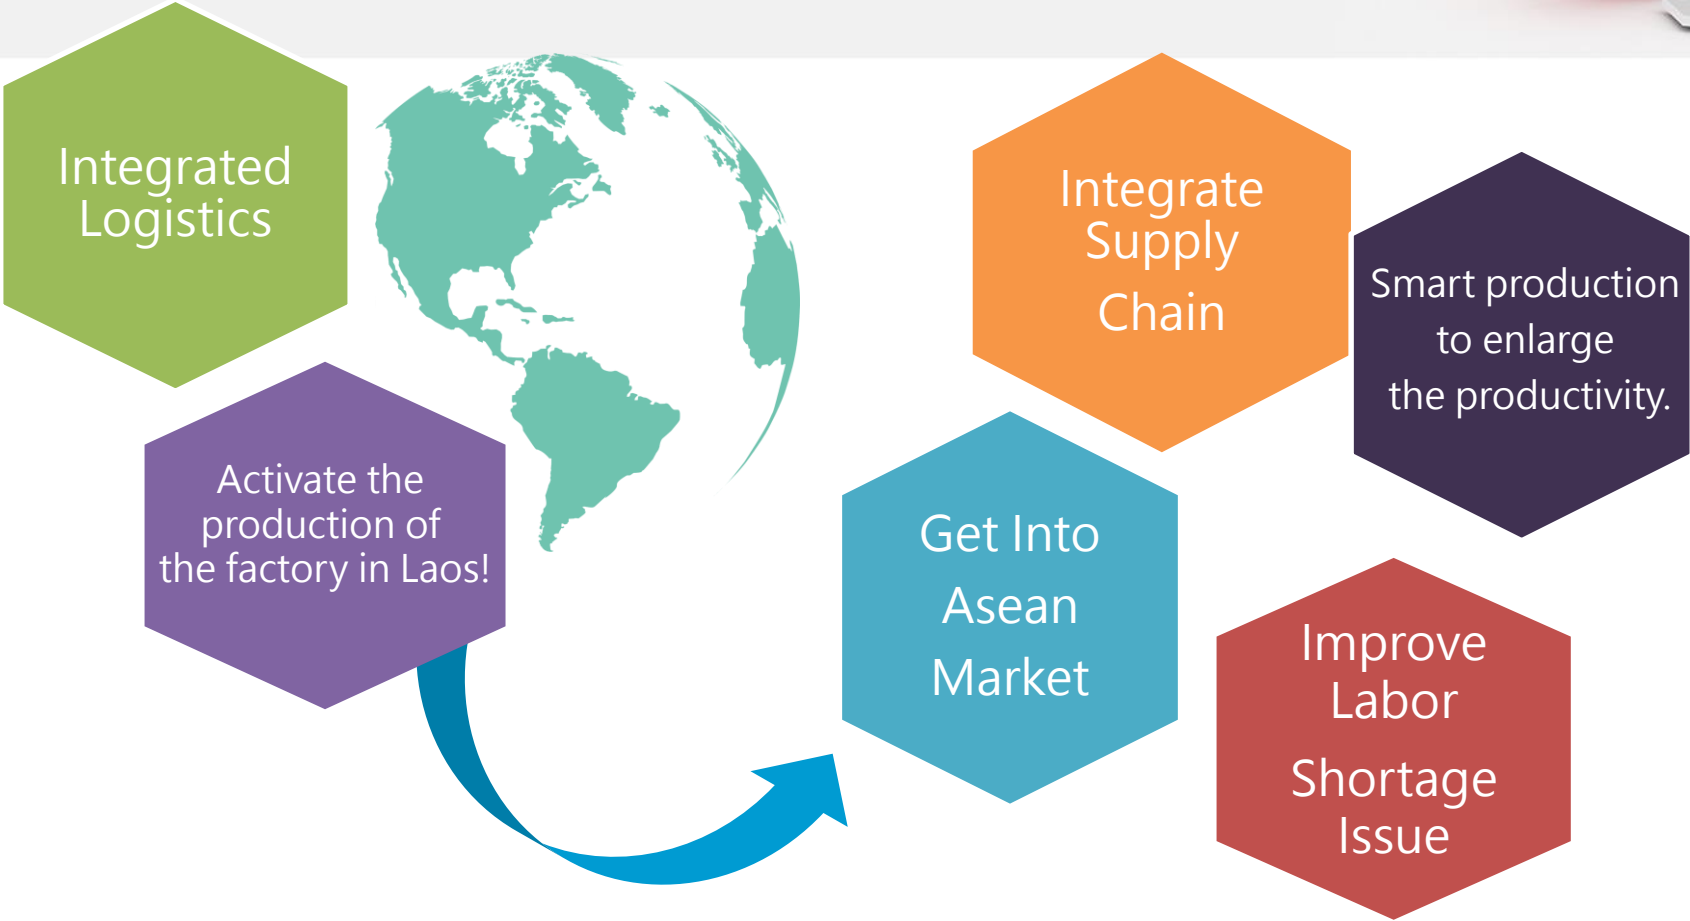 Integrated
Logistics
Activate the
production of
the factory in Laos!
Integrate
Supply
Chain
Smart production
to enlarge
the productivity.
Get Into
Asean
Market
Improve
Labor
Shortage
Issue